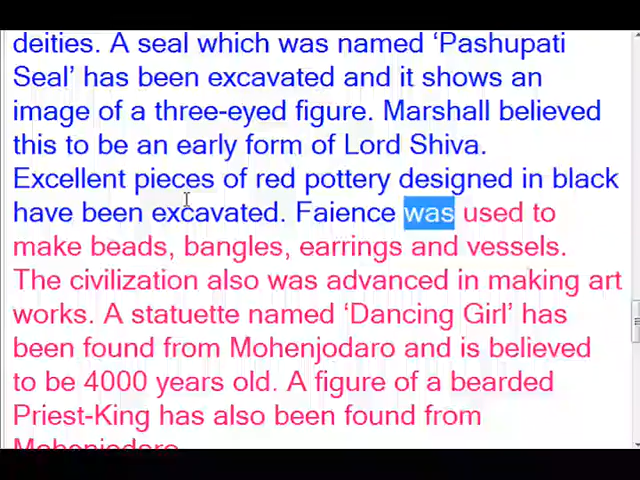 deities. A seal which was named ‘Pashupati
Seal’ has been excavated and it shows an
image of a three-eyed figure. Marshall believed
this to be an early form of Lord Shiva.
Excellent pieces of red pottery designed in black
have been excavated. Faience was used to
make beads, bangles, earrings and vessels.
The civilization also was advanced in making art
works. A statuette named ‘Dancing Girl’ has
been found from Mohenjodaro and is believed
to be 4000 years old. A figure of a bearded
Priest-King has also been found from
Mohenjodaro